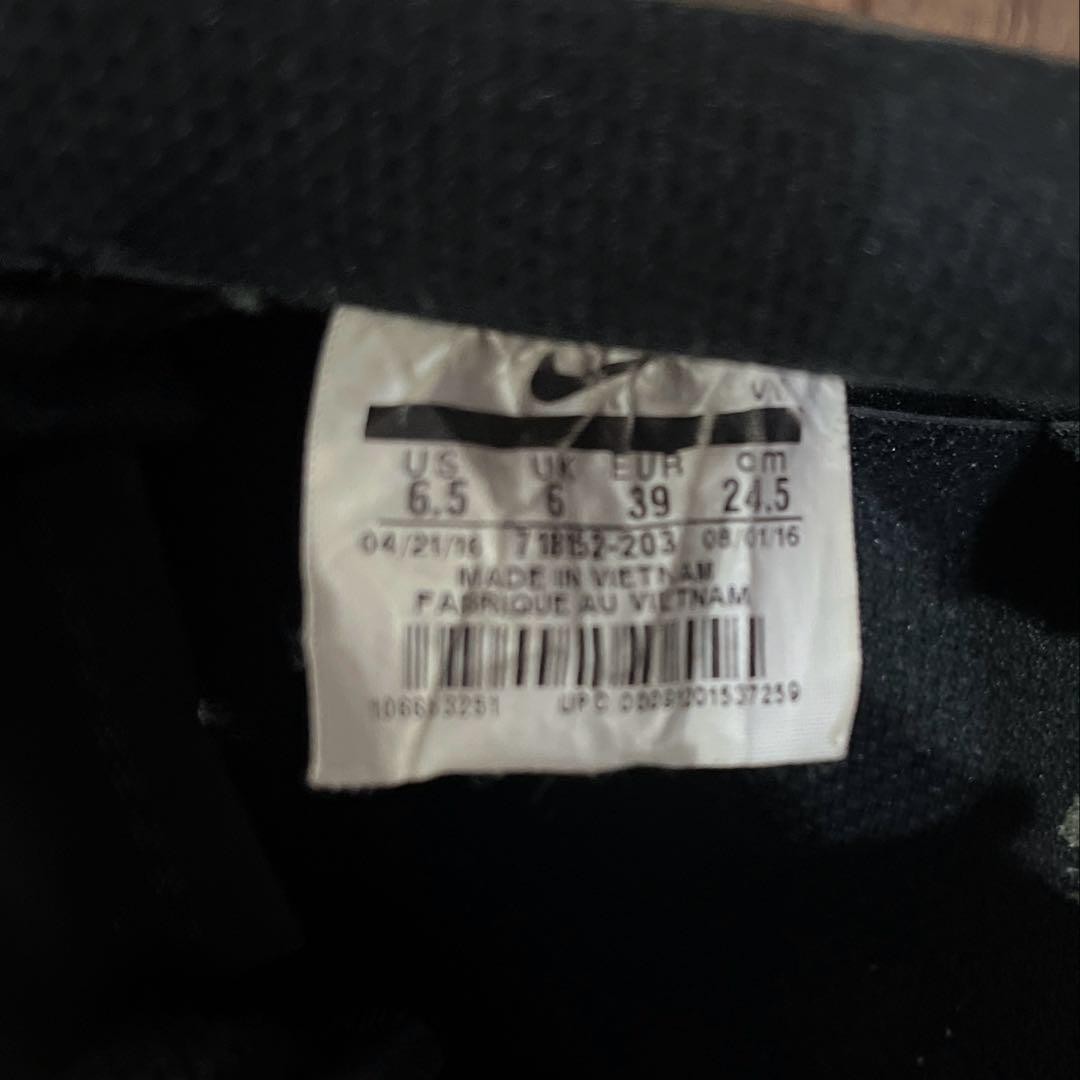 US UK EUR cm
6.5 6 39 24.5
04/21/16 718152-203 08/01/16
MADE IN VIETNAM
FABRIQUE AU VIETNAM
UPC